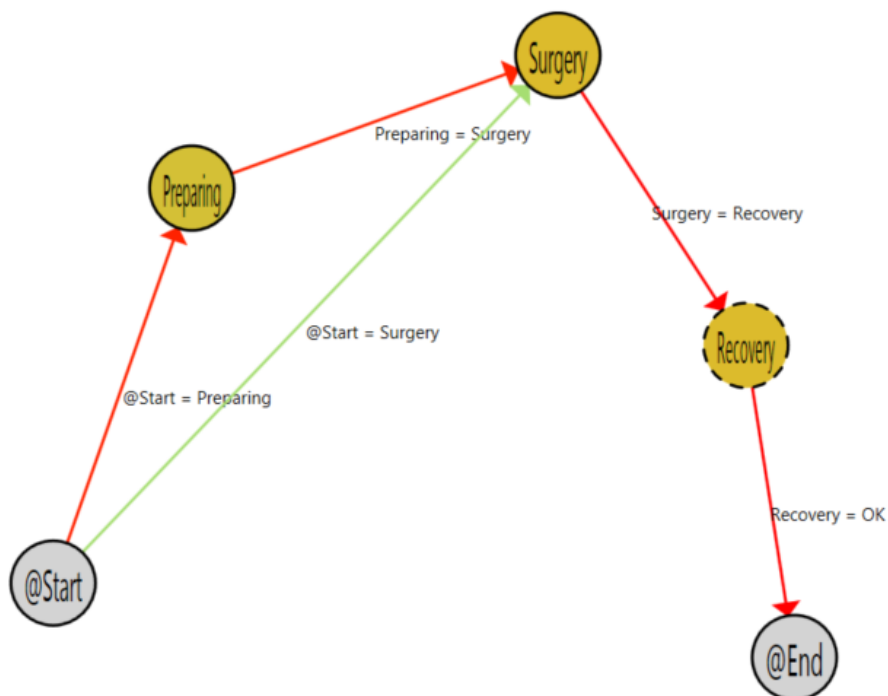 Surgery
Preparing = Surgery
Preparing
Surgery = Recovery
@Start = Surgery
Recovery
@Start = Preparing
Recovery = OK
@Start
@End